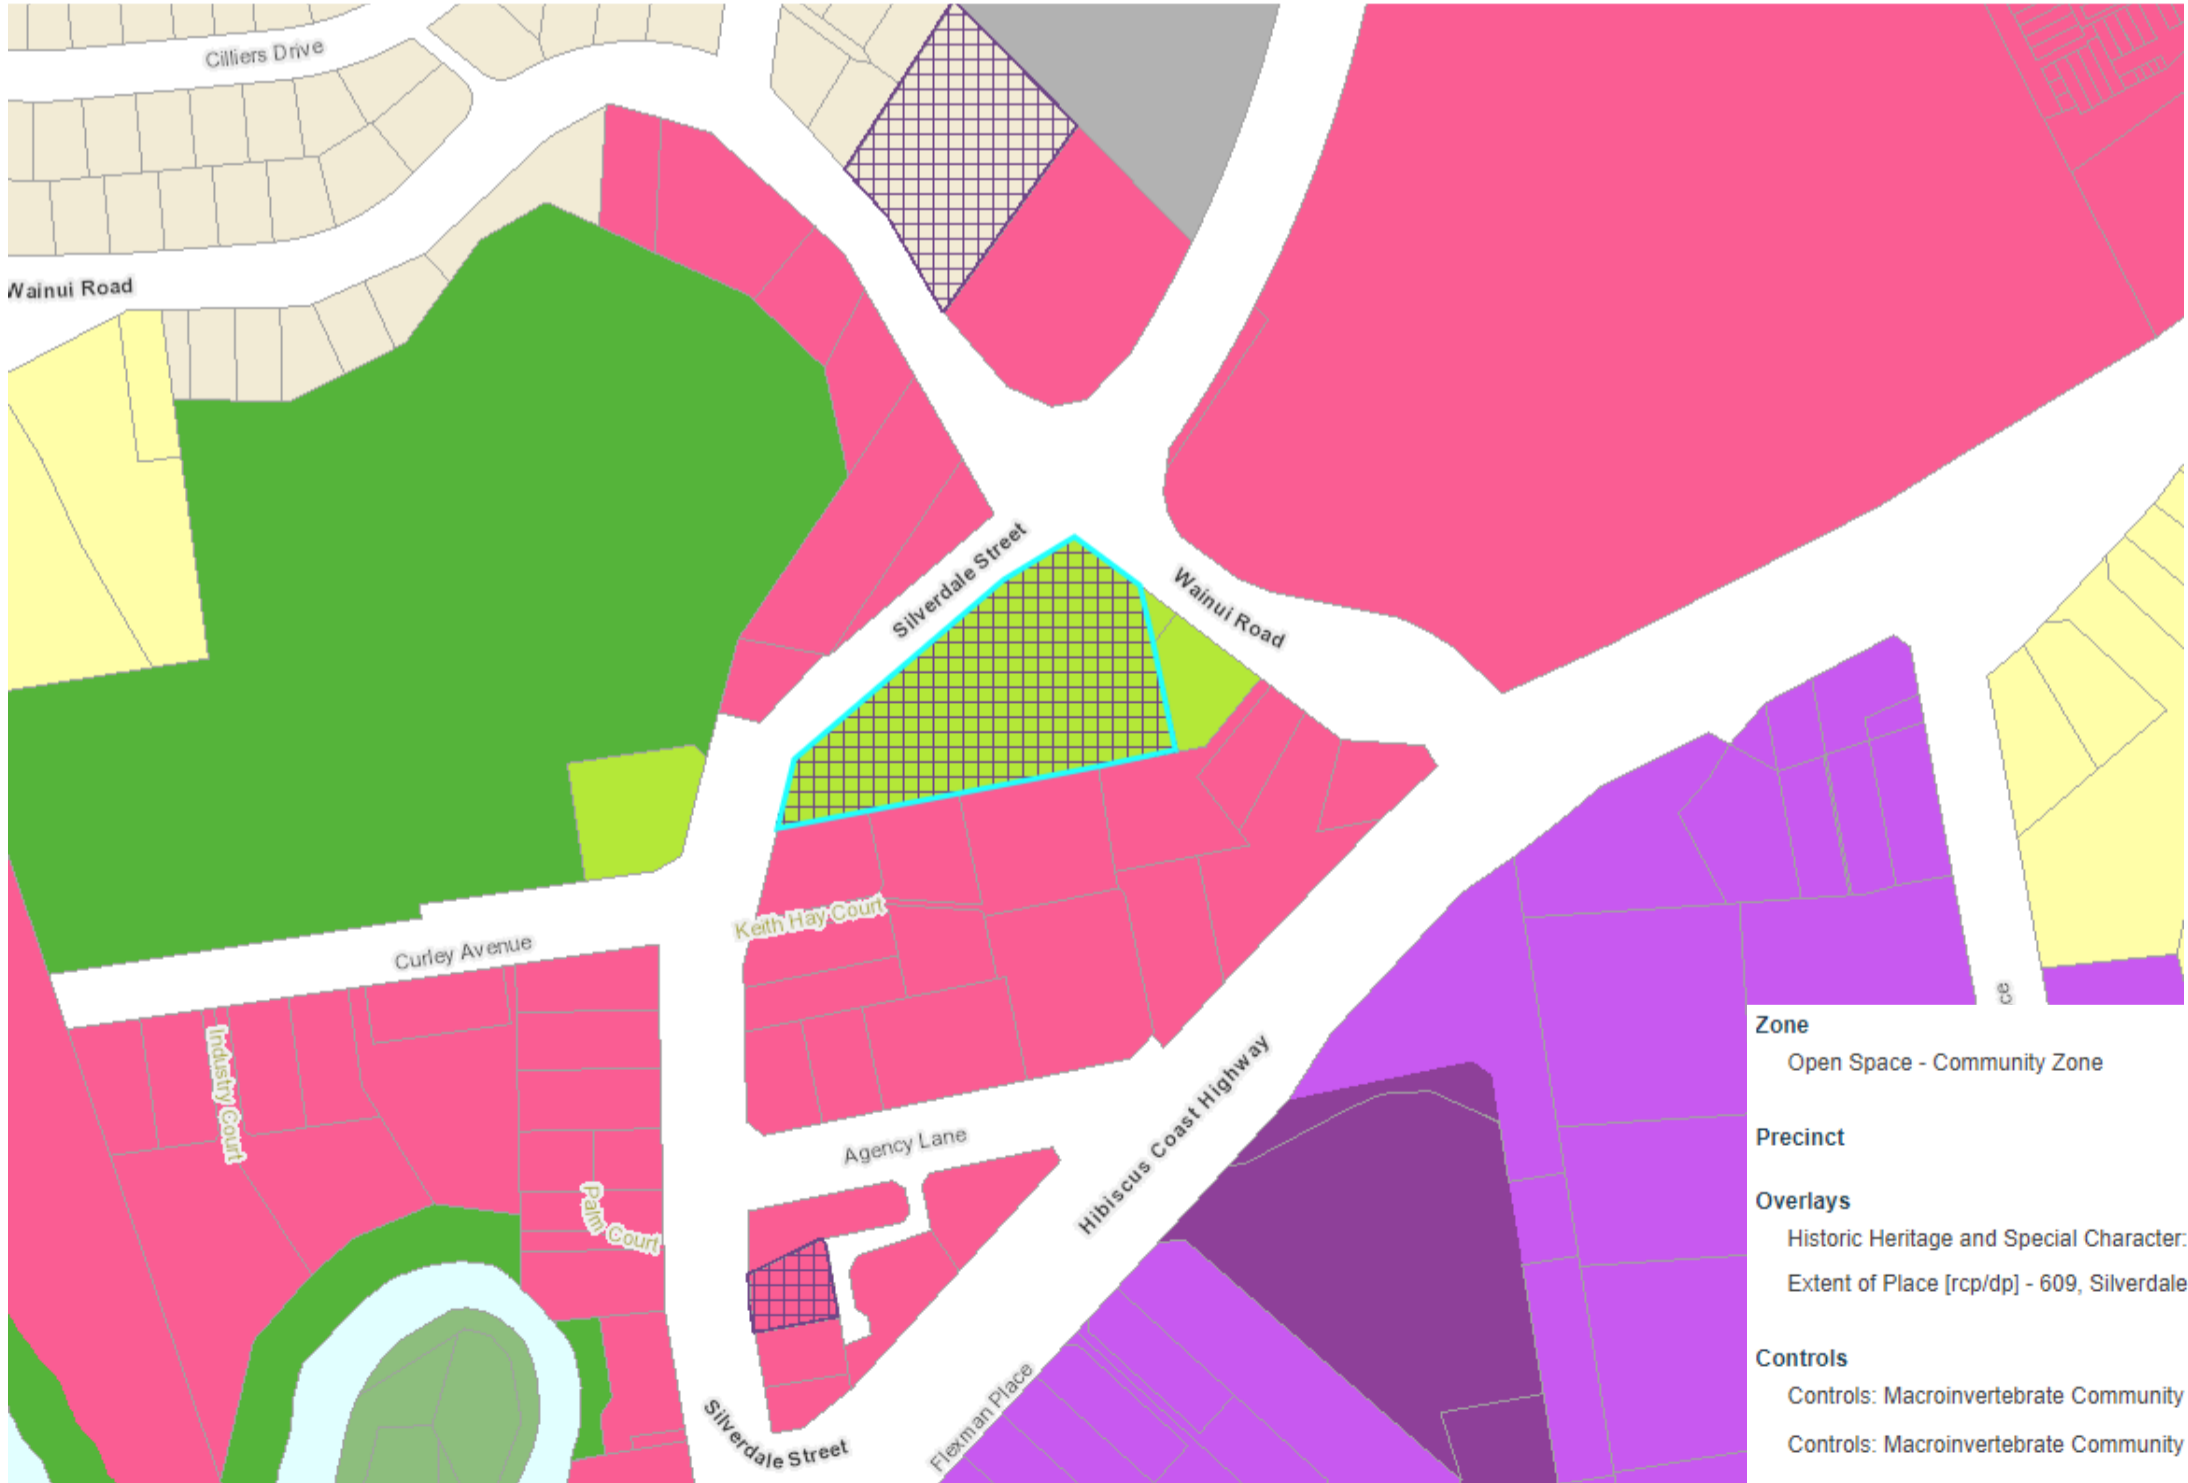 Cilliers Drive
Wainui Road
Silverdale Street
Wainui Road
Keith Hay Court
Curley Avenue
Industry Court
Palm Court
Agency Lane
Hibiscus Coast Highway
Flexman Place
Silverdale Street
ce
Zone
Open Space - Community Zone
Precinct
Overlays
Historic Heritage and Special Character:
Extent of Place [rcp/dp] - 609, Silverdale
Controls
Controls: Macroinvertebrate Community
Controls: Macroinvertebrate Community